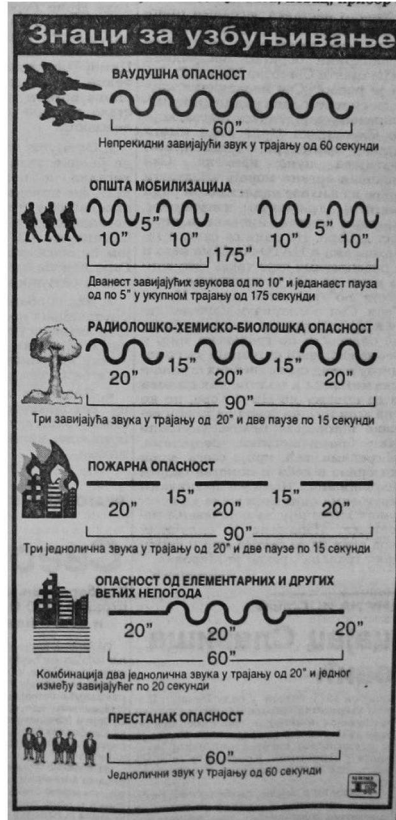 Знаци за узбуњивање
ВАУДУШНА ОПАСНОСТ
60"
Непрекидни завијајући звук у трајању од 60 секунди
ОПШТА МОБИЛИЗАЦИЈА
5" 5"
10" 10" 10" 10"
175"
Дванест завијајућих звукова од по 10" и једанаест пауза
од по 5" у укупном трајању од 175 секунди
РАДИОЛОШКО-ХЕМИСКО-БИОЛОШКА ОПАСНОСТ
15" 15"
20" 20" 20"
90"
Три завијајућа звука у трајању од 20" и две паузе по 15 секунди
ПОЖАРНА ОПАСНОСТ
15" 15"
20" 20" 20"
90"
Три једнолична звука у трајању од 20" и две паузе по 15 секунди
ОПАСНОСТ ОД ЕЛЕМЕНТАРНИХ И ДРУГИХ
ВЕЋИХ НЕПОГОДА
20" 20" 20"
60"
Комбинација два једнолична звука у трајању од 20" и једног
између завијајућег по 20 секунди
ПРЕСТАНАК ОПАСНОСТ
60"
Једнолични звук у трајању од 60 секунди